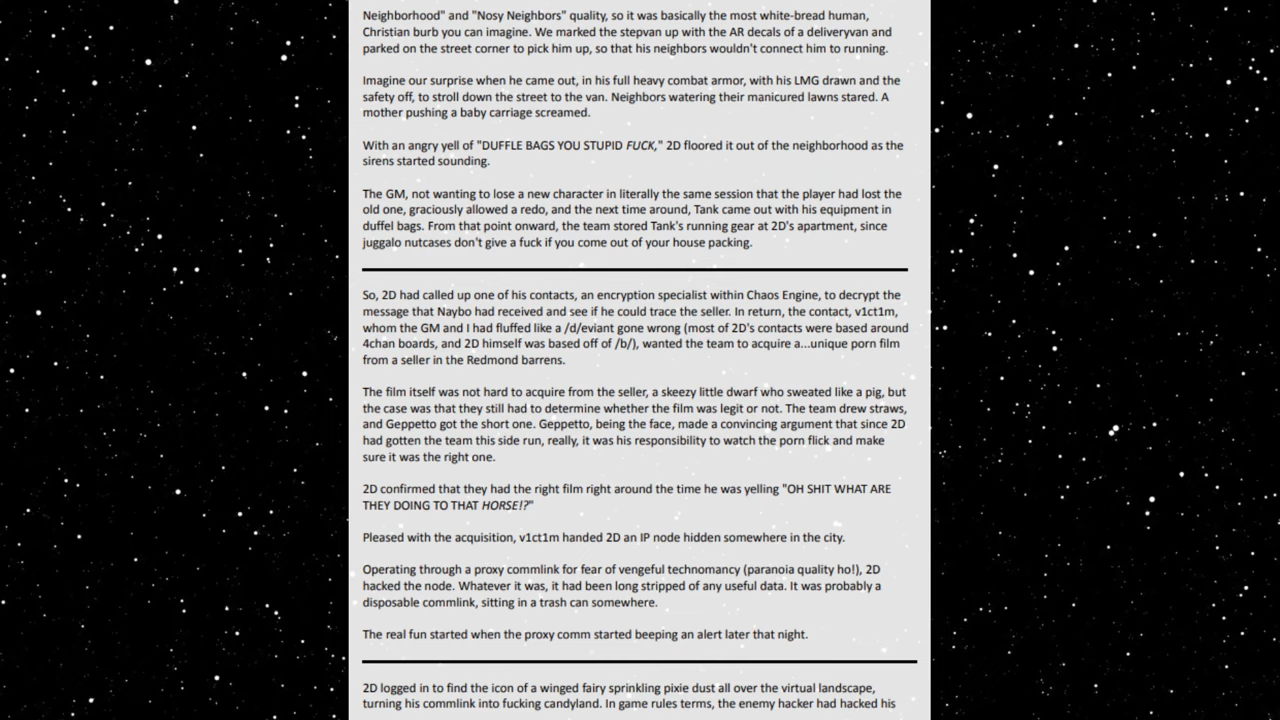 Neighborhood" and "Nosy Neighbors" quality, so it was basically the most white-bread human,
Christian burb you can imagine. We marked the stepvan up with the AR decals of a deliveryvan and
parked on the street corner to pick him up, so that his neighbors wouldn't connect him to running.
Imagine our surprise when he came out, in his full heavy combat armor, with his LMG drawn and the
safety off, to stroll down the street to the van. Neighbors watering their manicured lawns stared. A
mother pushing a baby carriage screamed.
With an angry yell of "DUFFLE BAGS YOU STUPID FUCK," 2D floored it out of the neighborhood as the
sirens started sounding.
The GM, not wanting to lose a new character in literally the same session that the player had lost the
old one, graciously allowed a redo, and the next time around, Tank came out with his equipment in
duffel bags. From that point onward, the team stored Tank's running gear at 2D's apartment, since
juggalo nutcases don't give a fuck if you come out of your house packing.
So, 2D had called up one of his contacts, an encryption specialist within Chaos Engine, to decrypt the
message that Naybo had received and see if he could trace the seller. In return, the contact, v1ct1m,
whom the GM and I had fluffed like a /d/eviant gone wrong (most of 2D's contacts were based around
4chan boards, and 2D himself was based off of /b/), wanted the team to acquire a...unique porn film
from a seller in the Redmond barrens.
The film itself was not hard to acquire from the seller, a skeezy little dwarf who sweated like a pig, but
the case was that they still had to determine whether the film was legit or not. The team drew straws,
and Geppetto got the short one. Geppetto, being the face, made a convincing argument that since 2D
had gotten the team this side run, really, it was his responsibility to watch the porn flick and make
sure it was the right one.
2D confirmed that they had the right film right around the time he was yelling "OH SHIT WHAT ARE
THEY DOING TO THAT HORSE!?"
Pleased with the acquisition, v1ct1m handed 2D an IP node hidden somewhere in the city.
Operating through a proxy commlink for fear of vengeful technomancy (paranoia quality ho!), 2D
hacked the node. Whatever it was, it had been long stripped of any useful data. It was probably a
disposable commlink, sitting in a trash can somewhere.
The real fun started when the proxy comm started beeping an alert later that night.
2D logged in to find the icon of a winged fairy sprinkling pixie dust all over the virtual landscape,
turning his commlink into fucking candyland. In game rules terms, the enemy hacker had hacked his